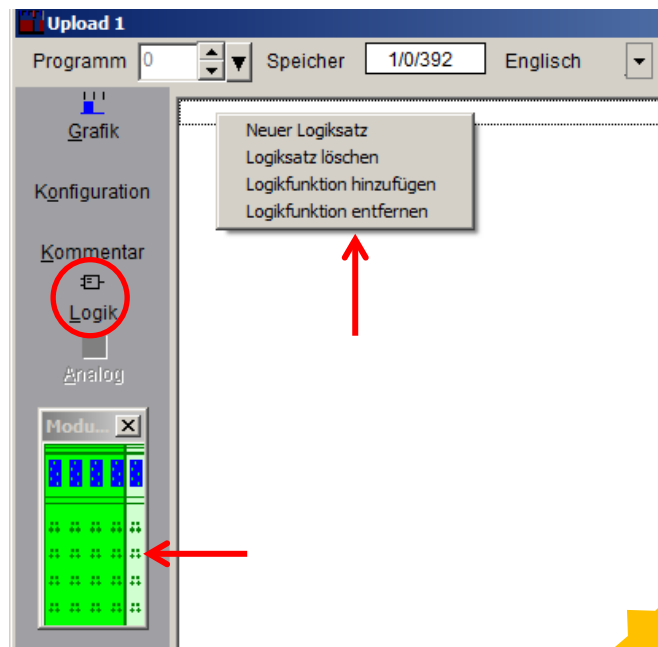 Upload 1
Programm 0 Speicher 1/0/392 Englisch
Grafik
Konfiguration
Kommentar
Logik
Analog
Modu...
Neuer Logiksatz
Logiksatz löschen
Logikfunktion hinzufügen
Logikfunktion entfernen